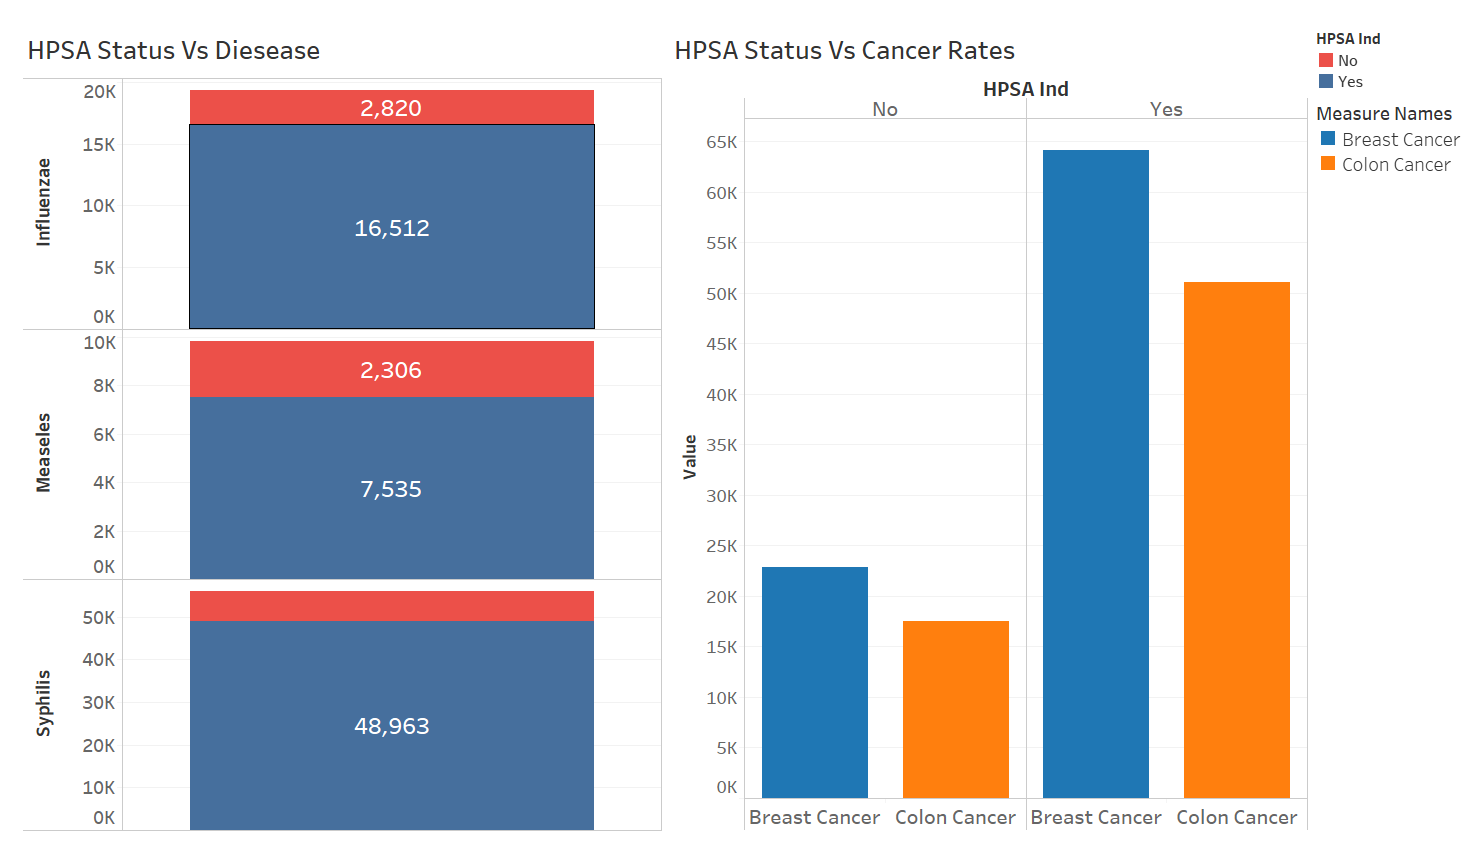 HPSA Status Vs Diesease
Influenzae
20K
15K
10K
5K
0K
2,820
16,512
Measeles
10K
8K
6K
4K
2K
0K
2,306
7,535
Syphilis
50K
40K
30K
20K
10K
0K
48,963
HPSA Status Vs Cancer Rates
HPSA Ind
No
Yes
Value
65K
60K
55K
50K
45K
40K
35K
30K
25K
20K
15K
10K
5K
0K
Breast Cancer
Colon Cancer
Breast Cancer
Colon Cancer
HPSA Ind
No
Yes
Measure Names
Breast Cancer
Colon Cancer